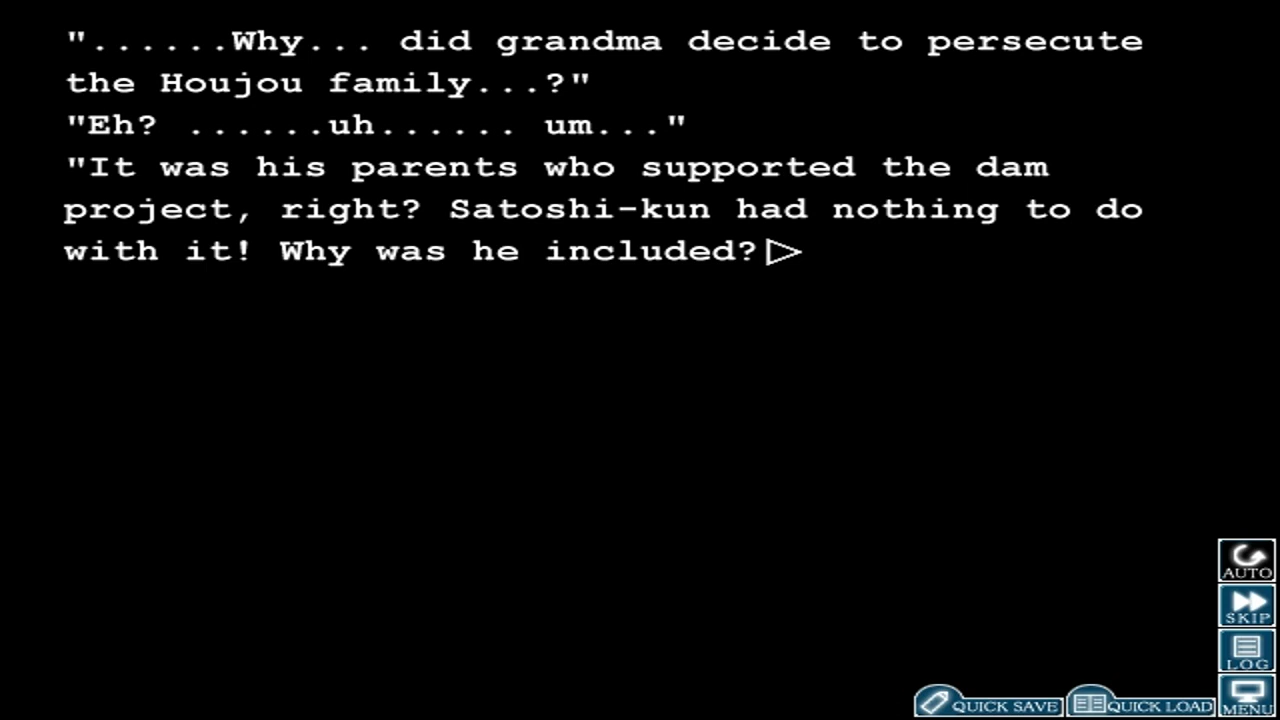 "......Why... did grandma decide to persecute
the Houjou family...?"
"Eh? ......uh...... um..."
"It was his parents who supported the dam
project, right? Satoshi-kun had nothing to do
with it! Why was he included?
AUTO
SKIP
LOG
QUICK SAVE
QUICK LOAD
MENU